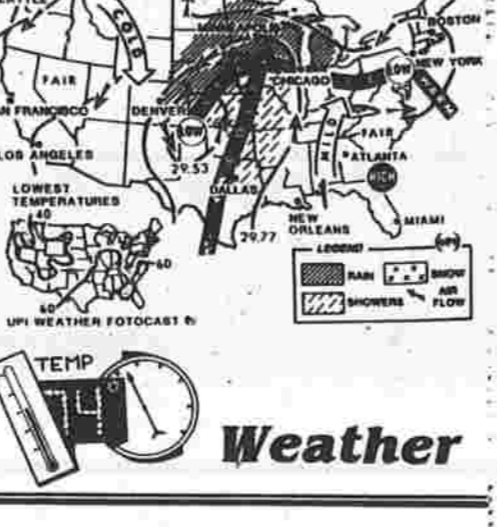 COLD
BOSTON
NEW YORK
LOW
CHICAGO
FAIR
DENVER
LOW
FAIR
MILD
ATLANTA
LOS ANGELES
29.53
HIGH
DALLAS
LOWEST
TEMPERATURES
40
NEW
ORLEANS
MIAMI
29.77
60
60
LEGEND
UPI
RAIN
SNOW
SHOWERS
AIR
FLOW
UPI WEATHER FOTOCAST ®
TEMP
74
Weather